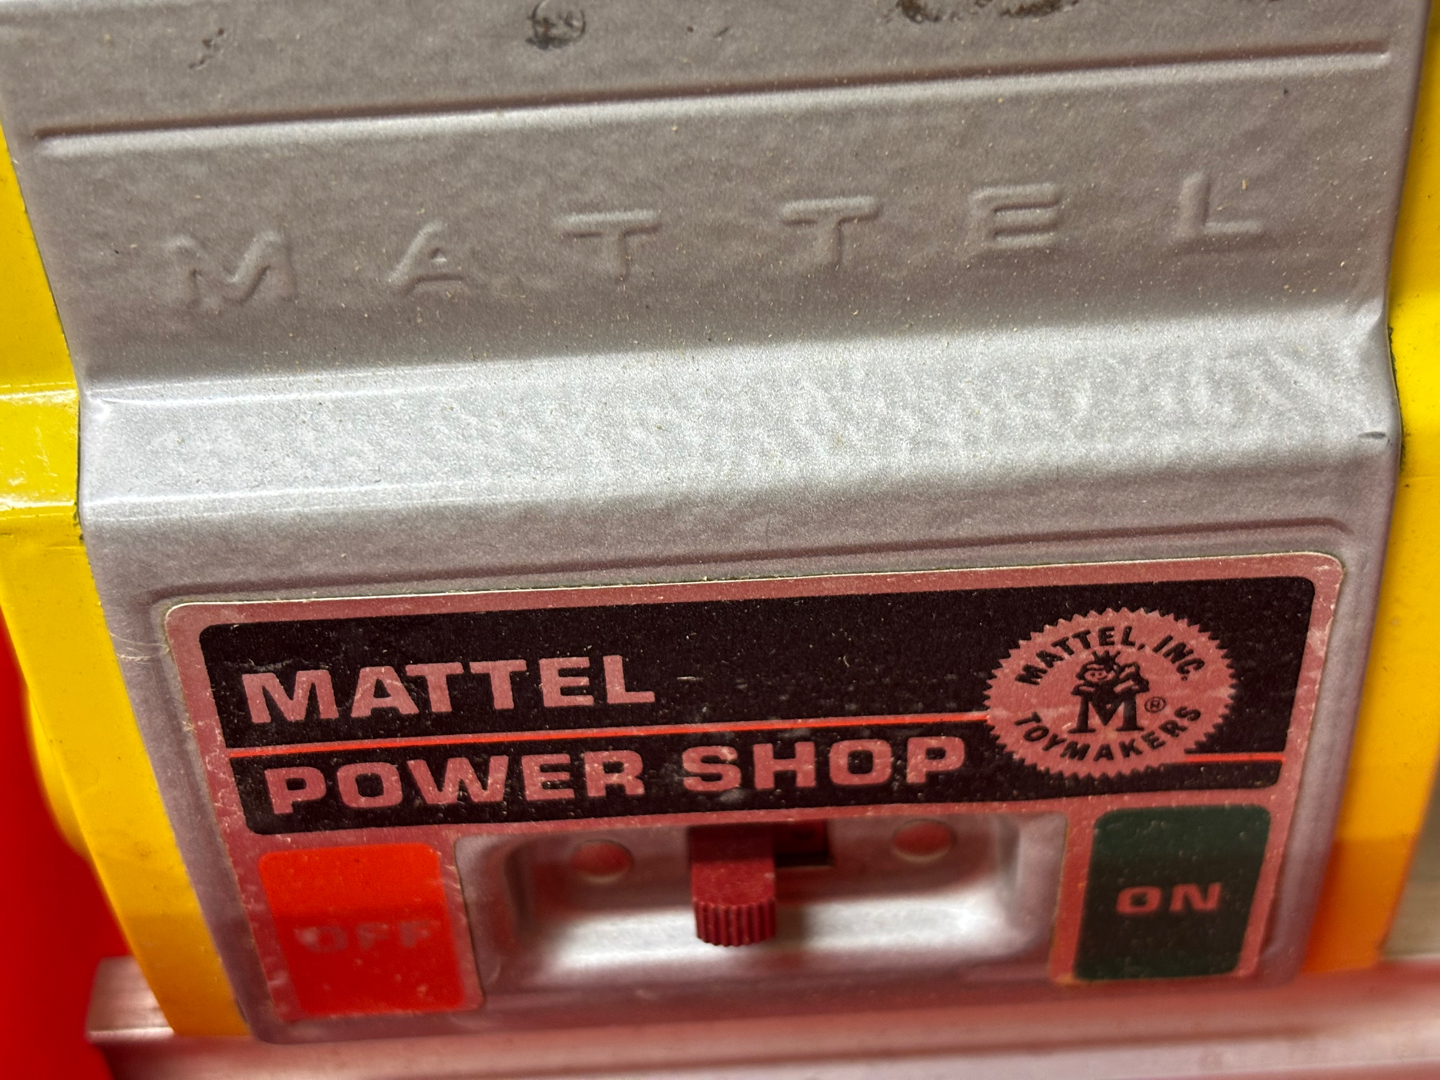 MATTEL
MATTEL
POWER SHOP
MATTEL, INC.
M®
TOYMAKERS
OFF
ON